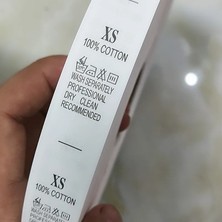 XS
100% COTTON
WASH SEPARATELY
PROFESSIONAL
DRY CLEAN
RECOMMENDED
XS
100% COTTON